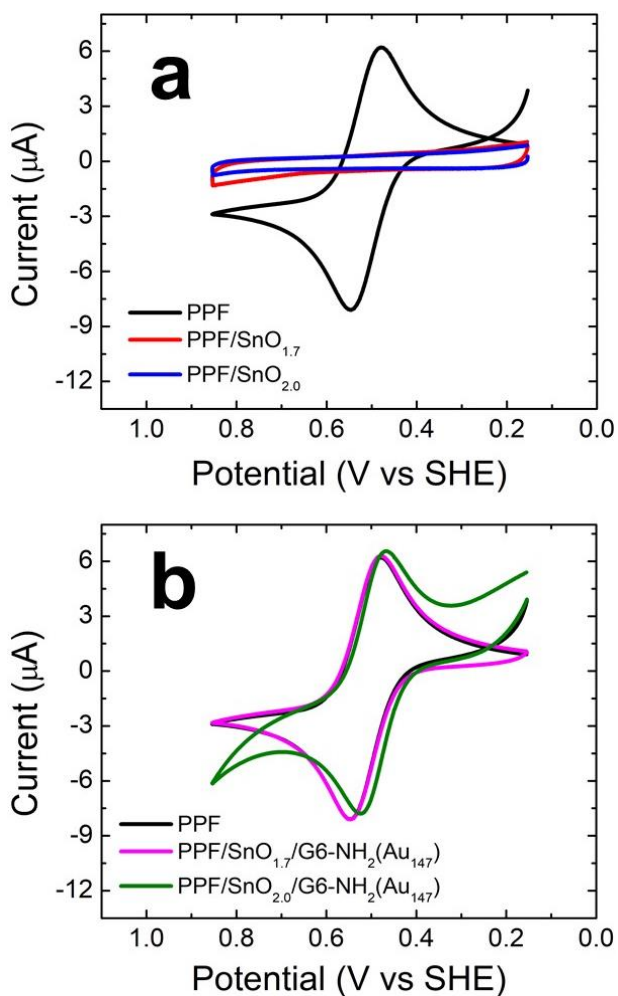 a
6
3
0
-3
-6
-9
-12
Current (μA)
PPF
PPF/SnO1.7
PPF/SnO2.0
1.0 0.8 0.6 0.4 0.2 0.0
Potential (V vs SHE)
b
6
3
0
-3
-6
-9
-12
Current (μA)
PPF
PPF/SnO1.7/G6-NH2(Au147)
PPF/SnO2.0/G6-NH2(Au147)
1.0 0.8 0.6 0.4 0.2 0.0
Potential (V vs SHE)